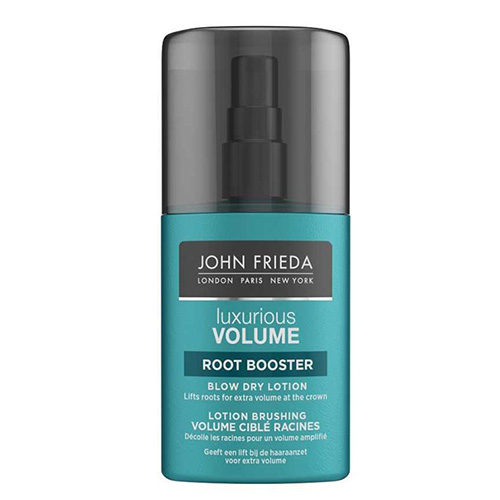 JOHN FRIEDA
LONDON PARIS NEW YORK
luxurious
VOLUME
ROOT BOOSTER
BLOW DRY LOTION
Lifts roots for extra volume at the crown
LOTION BRUSHING
VOLUME CIBLÉ RACINES
Décolle les racines pour un volume amplifié
Geeft een lift bij de haaraanzet
voor extra volume